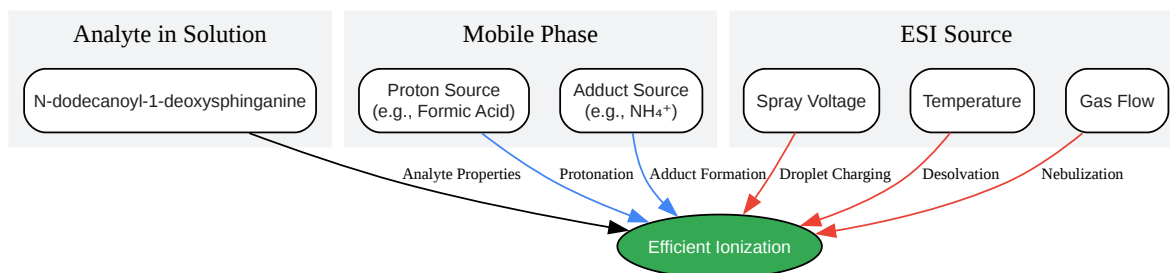 Analyte in Solution
Mobile Phase
ESI Source
N-dodecanoyl-1-deoxysphinganine
Proton Source
(e.g., Formic Acid)
Adduct Source
(e.g., NH₄⁺)
Spray Voltage
Temperature
Gas Flow
Analyte Properties
Protonation
Adduct Formation
Droplet Charging
Desolvation
Nebulization
Efficient Ionization